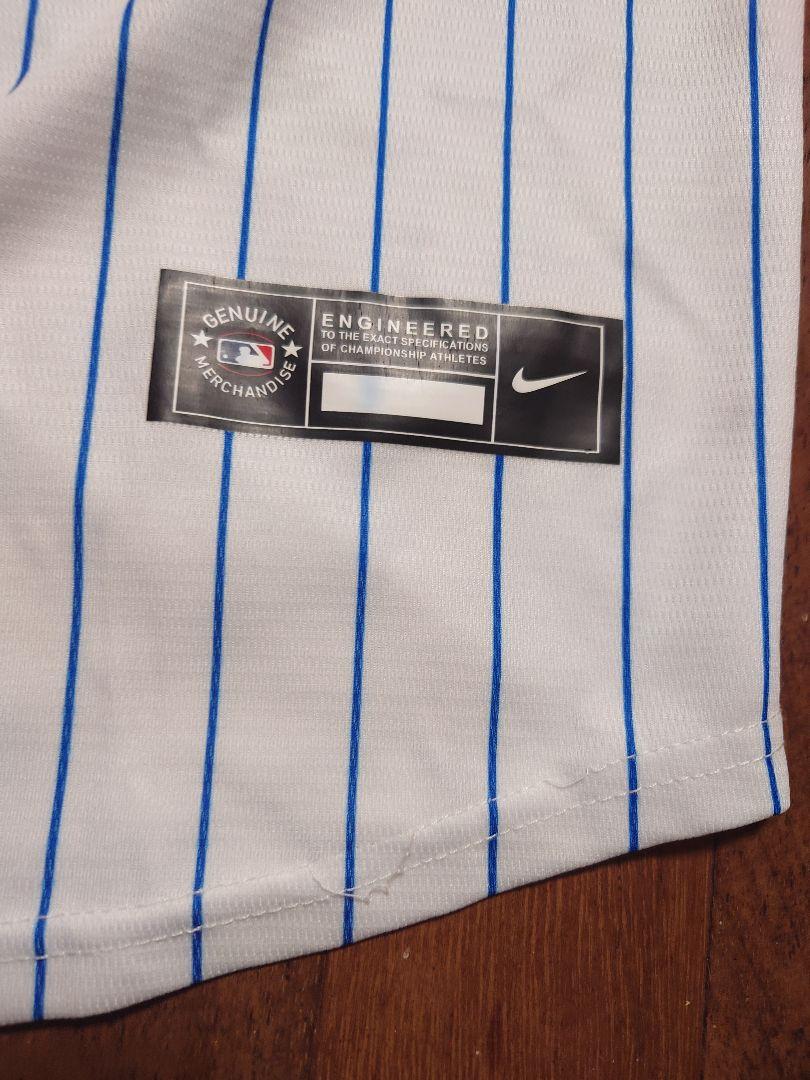 GENUINE
MERCHANDISE
ENGINEERED
TO THE EXACT SPECIFICATIONS
OF CHAMPIONSHIP ATHLETES